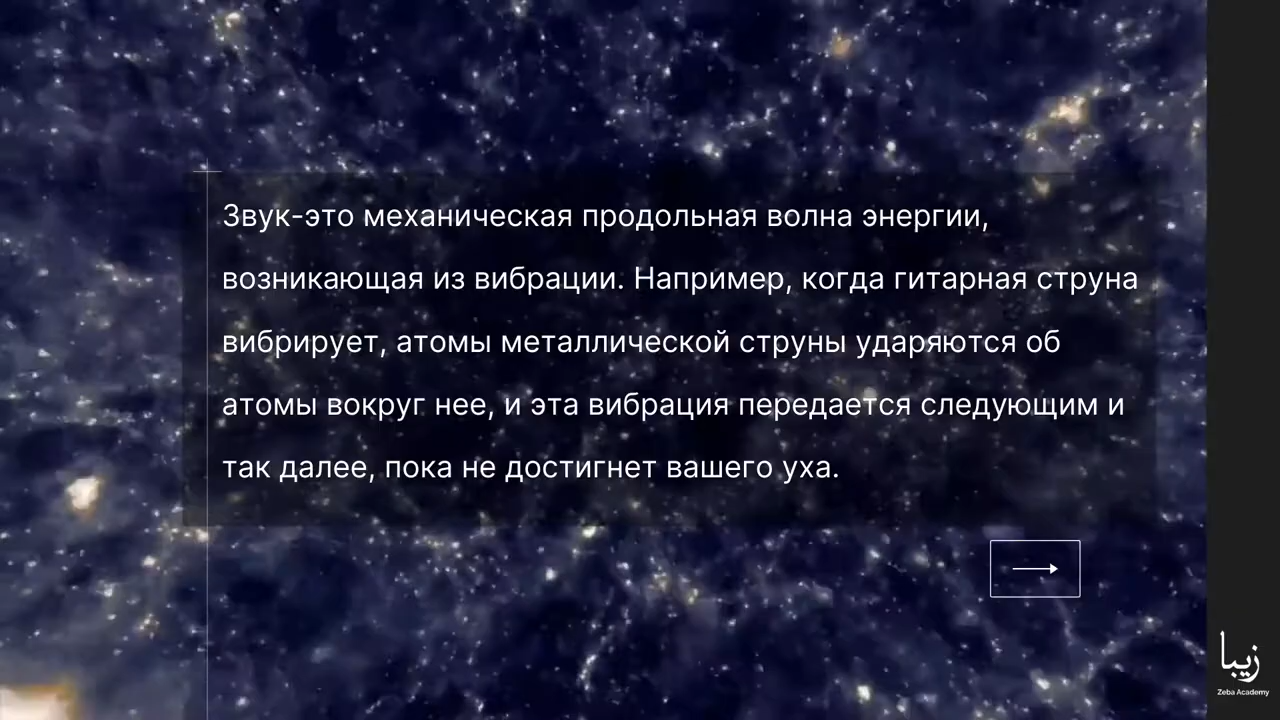 Звук-это механическая продольная волна энергии,
возникающая из вибрации. Например, когда гитарная струна
вибрирует, атомы металлической струны ударяются об
атомы вокруг нее, и эта вибрация передается следующим и
так далее, пока не достигнет вашего уха.
زيبا
Zeba Academy